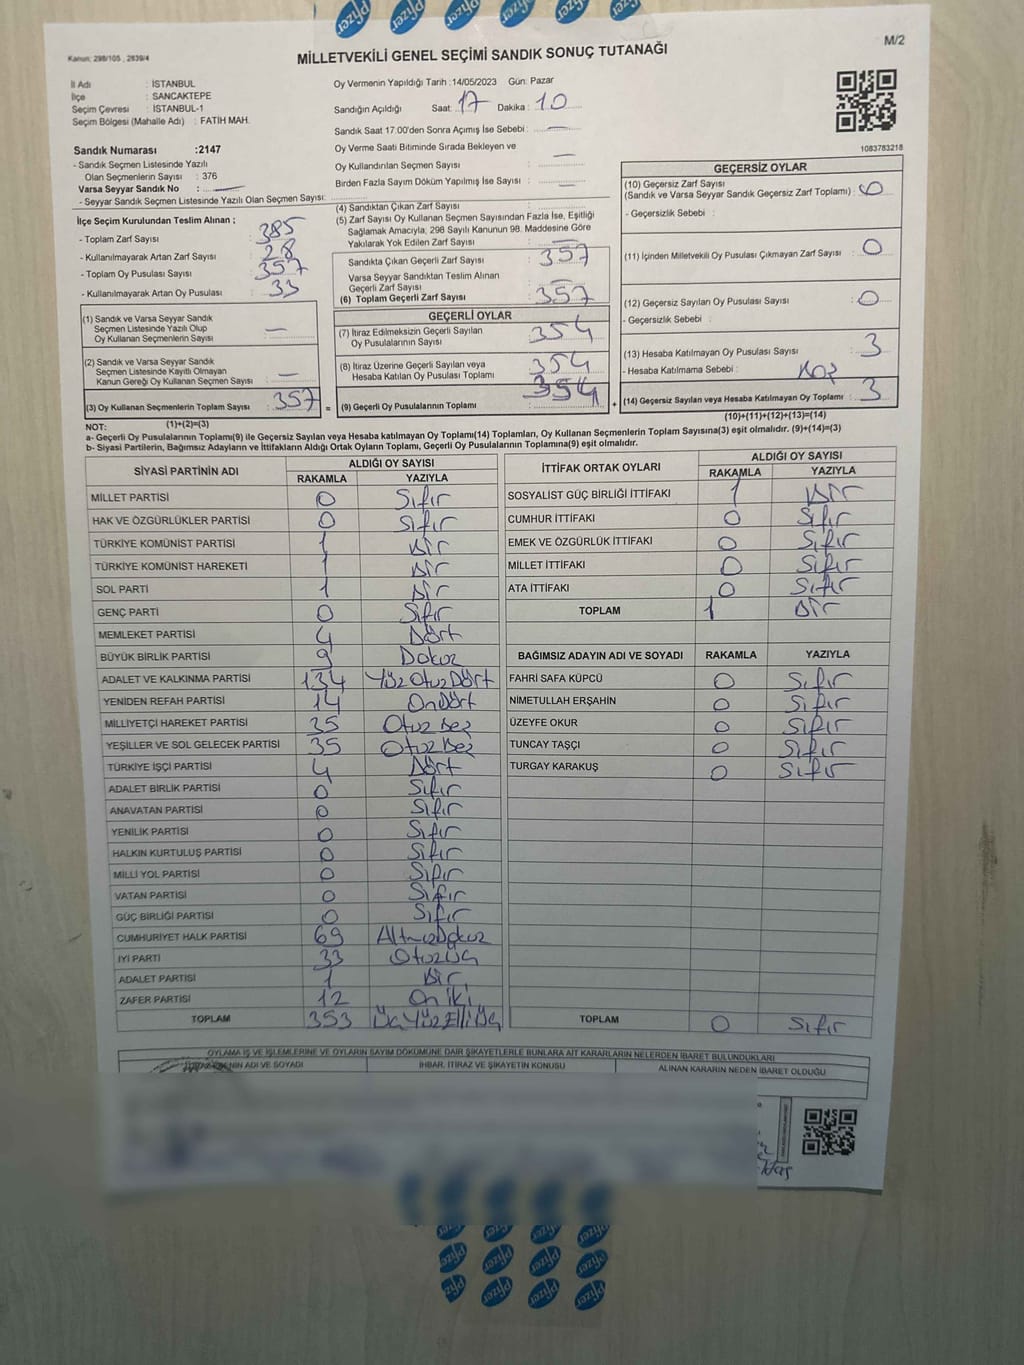 Kanun: 298/105 , 2839/4
MİLLETVEKİLİ GENEL SEÇİMİ SANDIK SONUÇ TUTANAĞI
M/2
İl Adı : İSTANBUL
İlçe : SANCAKTEPE
Seçim Çevresi : İSTANBUL-1
Seçim Bölgesi (Mahalle Adı) : FATİH MAH.
Sandık Numarası :2147
- Sandık Seçmen Listesinde Yazılı
Olan Seçmenlerin Sayısı : 376
Varsa Seyyar Sandık No : —
- Seyyar Sandık Seçmen Listesinde Yazılı Olan Seçmen Sayısı:
İlçe Seçim Kurulundan Teslim Alınan ;
- Toplam Zarf Sayısı : 385
- Kullanılmayarak Artan Zarf Sayısı : 28
- Toplam Oy Pusulası Sayısı : 357
- Kullanılmayarak Artan Oy Pusulası : 33
(1) Sandık ve Varsa Seyyar Sandık
Seçmen Listesinde Yazılı Olup
Oy Kullanan Seçmenlerin Sayısı : —
(2) Sandık ve Varsa Seyyar Sandık
Seçmen Listesinde Kayıtlı Olmayan
Kanun Gereği Oy Kullanan Seçmen Sayısı : —
(3) Oy Kullanan Seçmenlerin Toplam Sayısı : 357 =
(1)+(2)=(3)
Oy Vermenin Yapıldığı Tarih :14/05/2023 Gün: Pazar
Sandığın Açıldığı Saat: 17 Dakika : 10
Sandık Saat 17.00'den Sonra Açımış İse Sebebi : —
Oy Verme Saati Bitiminde Sırada Bekleyen ve
Oy Kullandırılan Seçmen Sayısı : —
Birden Fazla Sayım Döküm Yapılmış İse Sayısı : —
(4) Sandıktan Çıkan Zarf Sayısı :
(5) Zarf Sayısı Oy Kullanan Seçmen Sayısından Fazla İse, Eşitliği
Sağlamak Amacıyla; 298 Sayılı Kanunun 98. Maddesine Göre
Yakılarak Yok Edilen Zarf Sayısı : —
Sandıkta Çıkan Geçerli Zarf Sayısı : 357
Varsa Seyyar Sandıktan Teslim Alınan
Geçerli Zarf Sayısı : —
(6) Toplam Geçerli Zarf Sayısı : 357
GEÇERLİ OYLAR
(7) İtiraz Edilmeksizin Geçerli Sayılan
Oy Pusulalarının Sayısı : 354
(8) İtiraz Üzerine Geçerli Sayılan veya
Hesaba Katılan Oy Pusulası Toplamı : 354
(9) Geçerli Oy Pusulalarının Toplamı : 354 +
1083783218
GEÇERSİZ OYLAR
(10) Geçersiz Zarf Sayısı
(Sandık ve Varsa Seyyar Sandık Geçersiz Zarf Toplamı) : 0
- Geçersizlik Sebebi :
(11) İçinden Milletvekili Oy Pusulası Çıkmayan Zarf Sayısı : 0
(12) Geçersiz Sayılan Oy Pusulası Sayısı : 0
- Geçersizlik Sebebi :
(13) Hesaba Katılmayan Oy Pusulası Sayısı : 3
- Hesaba Katılmama Sebebi : Boş
(14) Geçersiz Sayılan veya Hesaba Katılmayan Oy Toplamı : 3
(10)+(11)+(12)+(13)=(14)
NOT:
a- Geçerli Oy Pusulalarının Toplamı(9) ile Geçersiz Sayılan veya Hesaba katılmayan Oy Toplamı(14) Toplamları, Oy Kullanan Seçmenlerin Toplam Sayısına(3) eşit olmalıdır. (9)+(14)=(3)
b- Siyasi Partilerin, Bağımsız Adayların ve İttifakların Aldığı Ortak Oyların Toplamı, Geçerli Oy Pusulalarının Toplamına(9) eşit olmalıdır.
SİYASİ PARTİNİN ADI ALDIĞI OY SAYISI
RAKAMLA YAZIYLA
MİLLET PARTİSİ 0 Sıfır
HAK VE ÖZGÜRLÜKLER PARTİSİ 0 Sıfır
TÜRKİYE KOMÜNİST PARTİSİ 1 Bir
TÜRKİYE KOMÜNİST HAREKETİ 1 Bir
SOL PARTİ 1 Bir
GENÇ PARTİ 0 Sıfır
MEMLEKET PARTİSİ 4 Dört
BÜYÜK BİRLİK PARTİSİ 9 Dokuz
ADALET VE KALKINMA PARTİSİ 134 YüzOtuzDört
YENİDEN REFAH PARTİSİ 14 OnDört
MİLLİYETÇİ HAREKET PARTİSİ 35 Otuz Beş
YEŞİLLER VE SOL GELECEK PARTİSİ 35 Otuz Beş
TÜRKİYE İŞÇİ PARTİSİ 4 Dört
ADALET BİRLİK PARTİSİ 0 Sıfır
ANAVATAN PARTİSİ 0 Sıfır
YENİLİK PARTİSİ 0 Sıfır
HALKIN KURTULUŞ PARTİSİ 0 Sıfır
MİLLİ YOL PARTİSİ 0 Sıfır
VATAN PARTİSİ 0 Sıfır
GÜÇ BİRLİĞİ PARTİSİ 0 Sıfır
CUMHURİYET HALK PARTİSİ 69 AltmışDokuz
İYİ PARTİ 33 OtuzÜç
ADALET PARTİSİ 1 Bir
ZAFER PARTİSİ 12 On iki
TOPLAM 353 ÜçYüzElliÜç
İTTİFAK ORTAK OYLARI ALDIĞI OY SAYISI
RAKAMLA YAZIYLA
SOSYALİST GÜÇ BİRLİĞİ İTTİFAKI 1 Bir
CUMHUR İTTİFAKI 0 Sıfır
EMEK VE ÖZGÜRLÜK İTTİFAKI 0 Sıfır
MİLLET İTTİFAKI 0 Sıfır
ATA İTTİFAKI 0 Sıfır
TOPLAM 1 Bir
BAĞIMSIZ ADAYIN ADI VE SOYADI RAKAMLA YAZIYLA
FAHRİ SAFA KÜPCÜ 0 Sıfır
NİMETULLAH ERŞAHİN 0 Sıfır
ÜZEYFE OKUR 0 Sıfır
TUNCAY TAŞÇI 0 Sıfır
TURGAY KARAKUŞ 0 Sıfır
TOPLAM 0 Sıfır
OYLAMA İŞ VE İŞLEMLERİNE VE OYLARIN SAYIM DÖKÜMÜNE DAİR ŞİKAYETLERLE BUNLARA AİT KARARLARIN NELERDEN İBARET BULUNDUKLARI
ADI VE SOYADI İHBAR, İTİRAZ VE ŞİKAYETİN KONUSU ALINAN KARARIN NEDEN İBARET OLDUĞU
Pfizer